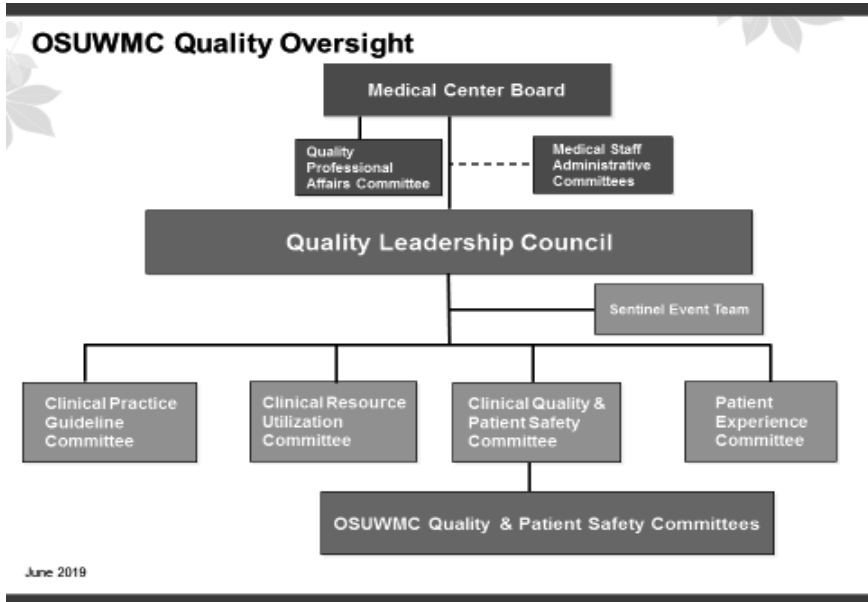 OSUWMC Quality Oversight
Medical Center Board
Quality
Professional
Affairs Committee
Medical Staff
Administrative
Committees
Quality Leadership Council
Sentinel Event Team
Clinical Practice
Guideline
Committee
Clinical Resource
Utilization
Committee
Clinical Quality &
Patient Safety
Committee
Patient
Experience
Committee
OSUWMC Quality & Patient Safety Committees
June 2019